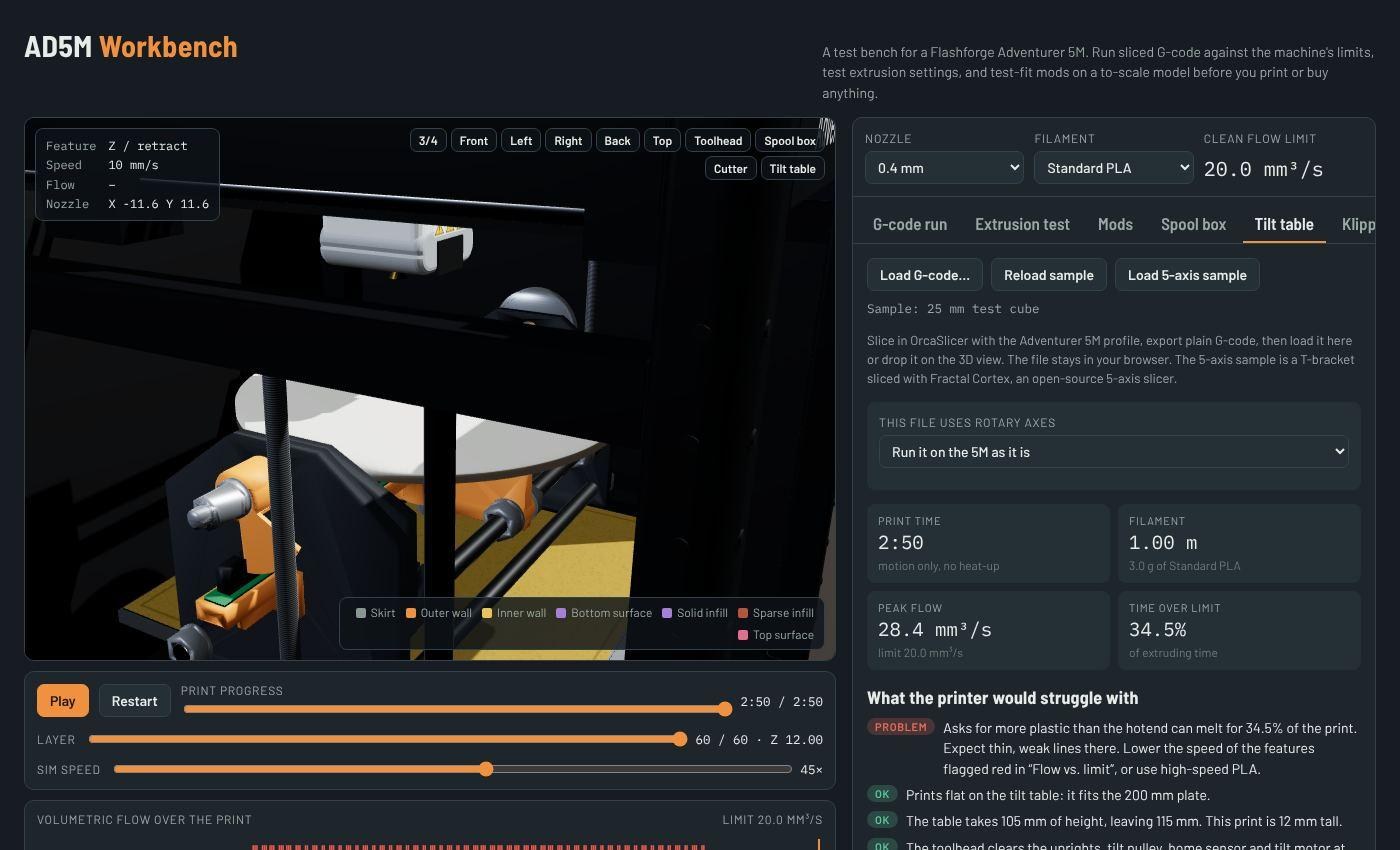 AD5M Workbench
A test bench for a Flashforge Adventurer 5M. Run sliced G-code against the machine's limits,
test extrusion settings, and test-fit mods on a to-scale model before you print or buy
anything.
Feature Z / retract
Speed 10 mm/s
Flow –
Nozzle X -11.6 Y 11.6
3/4 Front Left Right Back Top Toolhead Spool box
Cutter Tilt table
Skirt Outer wall Inner wall Bottom surface Solid infill Sparse infill
Top surface
Play Restart PRINT PROGRESS 2:50 / 2:50
LAYER 60 / 60 · Z 12.00
SIM SPEED 45×
VOLUMETRIC FLOW OVER THE PRINT LIMIT 20.0 MM³/S
NOZZLE FILAMENT CLEAN FLOW LIMIT
0.4 mm Standard PLA 20.0 mm³/s
G-code run Extrusion test Mods Spool box Tilt table Klipp
Load G-code... Reload sample Load 5-axis sample
Sample: 25 mm test cube
Slice in OrcaSlicer with the Adventurer 5M profile, export plain G-code, then load it here
or drop it on the 3D view. The file stays in your browser. The 5-axis sample is a T-bracket
sliced with Fractal Cortex, an open-source 5-axis slicer.
THIS FILE USES ROTARY AXES
Run it on the 5M as it is
PRINT TIME FILAMENT
2:50 1.00 m
motion only, no heat-up 3.0 g of Standard PLA
PEAK FLOW TIME OVER LIMIT
28.4 mm³/s 34.5%
limit 20.0 mm³/s of extruding time
What the printer would struggle with
PROBLEM Asks for more plastic than the hotend can melt for 34.5% of the print.
Expect thin, weak lines there. Lower the speed of the features
flagged red in “Flow vs. limit”, or use high-speed PLA.
OK Prints flat on the tilt table: it fits the 200 mm plate.
OK The table takes 105 mm of height, leaving 115 mm. This print is 12 mm tall.
OK The toolhead clears the uprights, tilt pulley, home sensor and tilt motor at